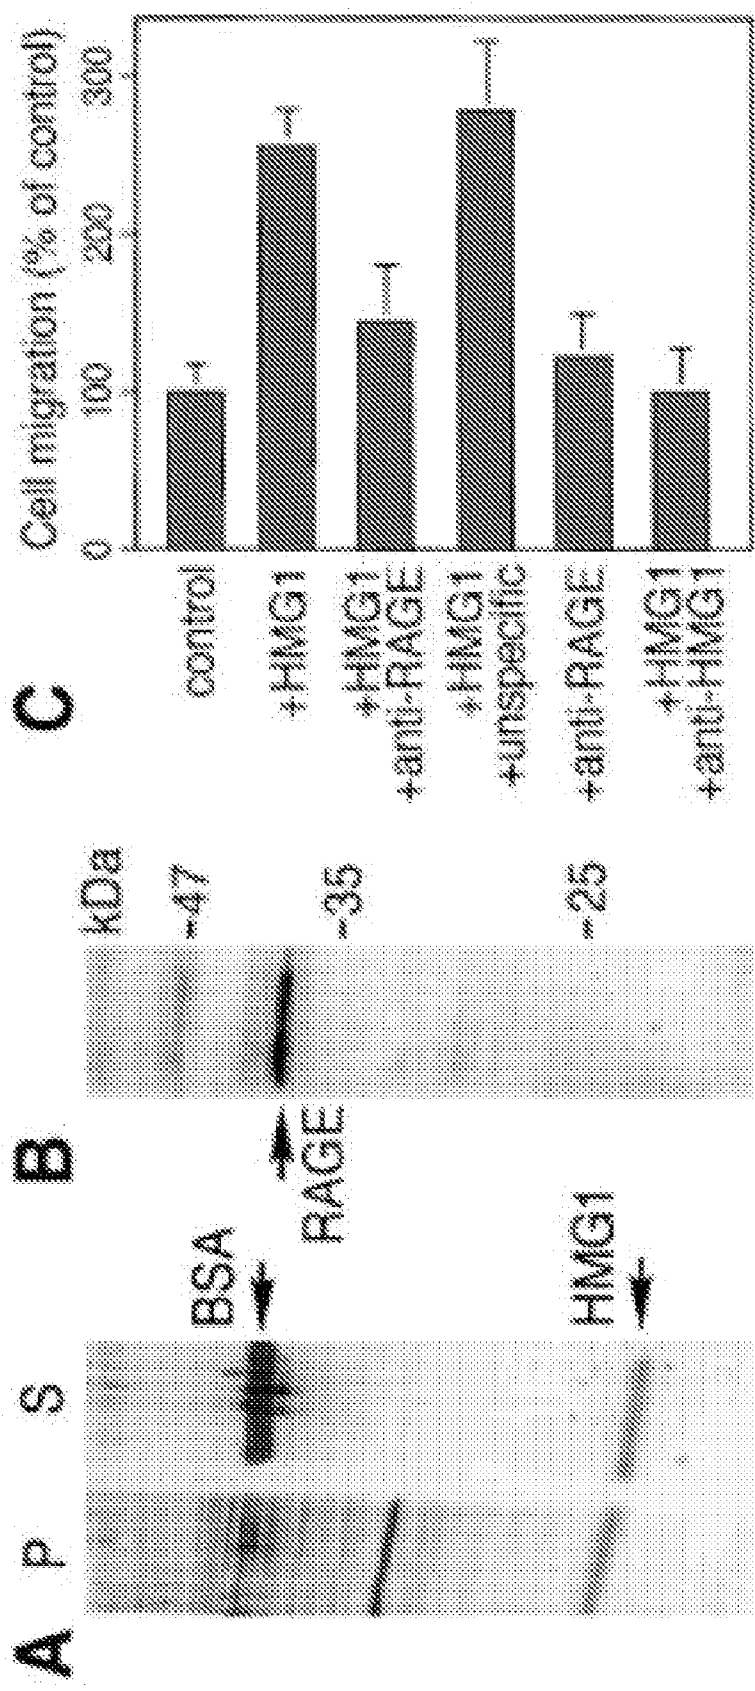 A
P
S
BSA
HMG1
B
RAGE
kDa
-47
-35
-25
C
Cell migration (% of control)
0
100
200
300
control
+HMG1
+HMG1
+anti-RAGE
+HMG1
+unspecific
+anti-RAGE
+HMG1
+anti-HMG1